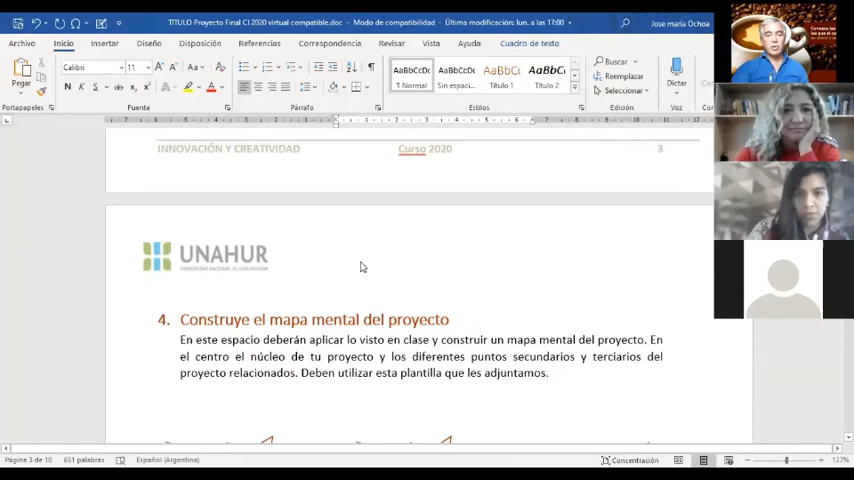 TITULO Proyecto Final CI 2020 virtual compatible.doc - Modo de compatibilidad - Última modificación: lun. a las 17:00
Jose maria Ochoa
Archivo Inicio Insertar Diseño Disposición Referencias Correspondencia Revisar Vista Ayuda Cuadro de texto
Calibri 11
Pegar
AaBbCcDc AaBbCcDc AaBbCcDc AaBbCcDc
¶ Normal Sin espaci... Título 1 Título 2
Buscar
Reemplazar
Seleccionar
Dictar
Portapapeles Fuente Párrafo Estilos Edición Voz
INNOVACIÓN Y CREATIVIDAD Curso 2020 3
UNAHUR
4. Construye el mapa mental del proyecto
En este espacio deberán aplicar lo visto en clase y construir un mapa mental del proyecto. En
el centro el núcleo de tu proyecto y los diferentes puntos secundarios y terciarios del
proyecto relacionados. Deben utilizar esta plantilla que les adjuntamos.
Página 3 de 10 651 palabras Español (Argentina) Concentración 127%